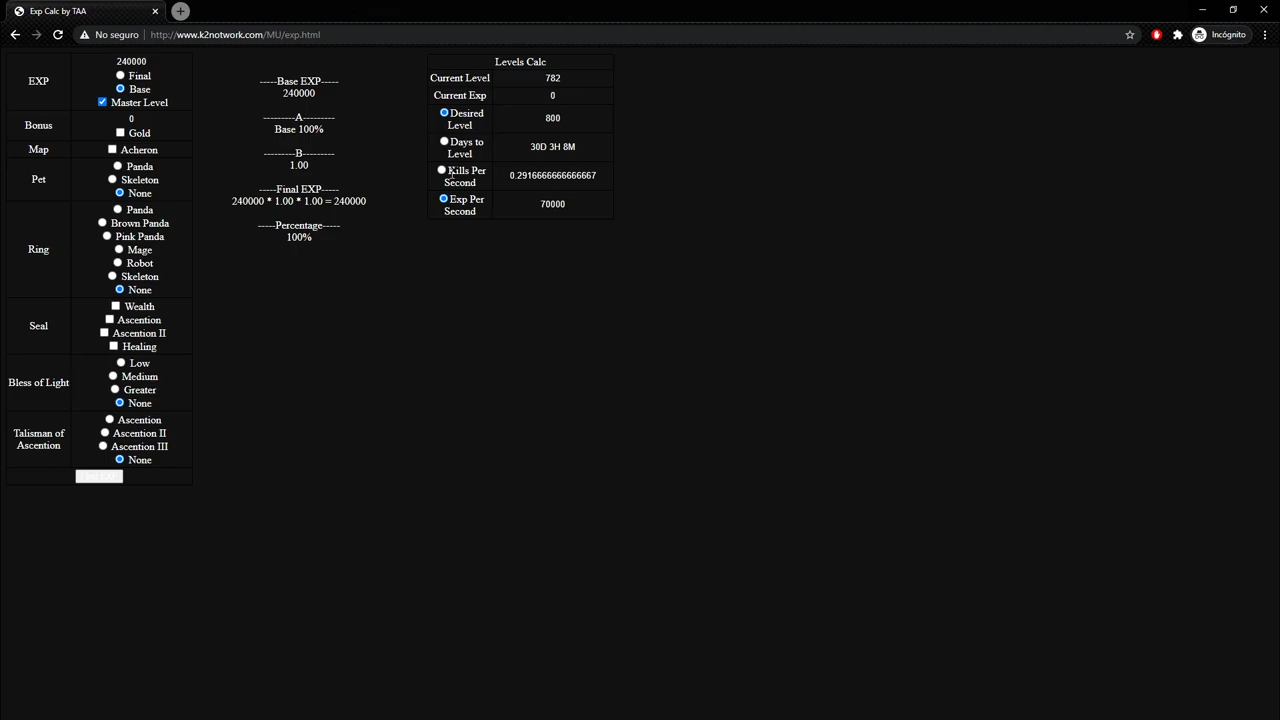 Exp Calc by TAA
No seguro
http://www.k2notwork.com/MU/exp.html
Incógnito
EXP
240000
Final
Base
Master Level
Bonus
0
Gold
Map
Acheron
Pet
Panda
Skeleton
None
Ring
Panda
Brown Panda
Pink Panda
Mage
Robot
Skeleton
None
Seal
Wealth
Ascention
Ascention II
Healing
Bless of Light
Low
Medium
Greater
None
Talisman of
Ascention
Ascention
Ascention II
Ascention III
None
-----Base EXP-----
240000
---------A---------
Base 100%
---------B---------
1.00
-----Final EXP-----
240000 * 1.00 * 1.00 = 240000
-----Percentage-----
100%
Levels Calc
Current Level
782
Current Exp
0
Desired
Level
800
Days to
Level
30D 3H 8M
Kills Per
Second
0.2916666666666667
Exp Per
Second
70000